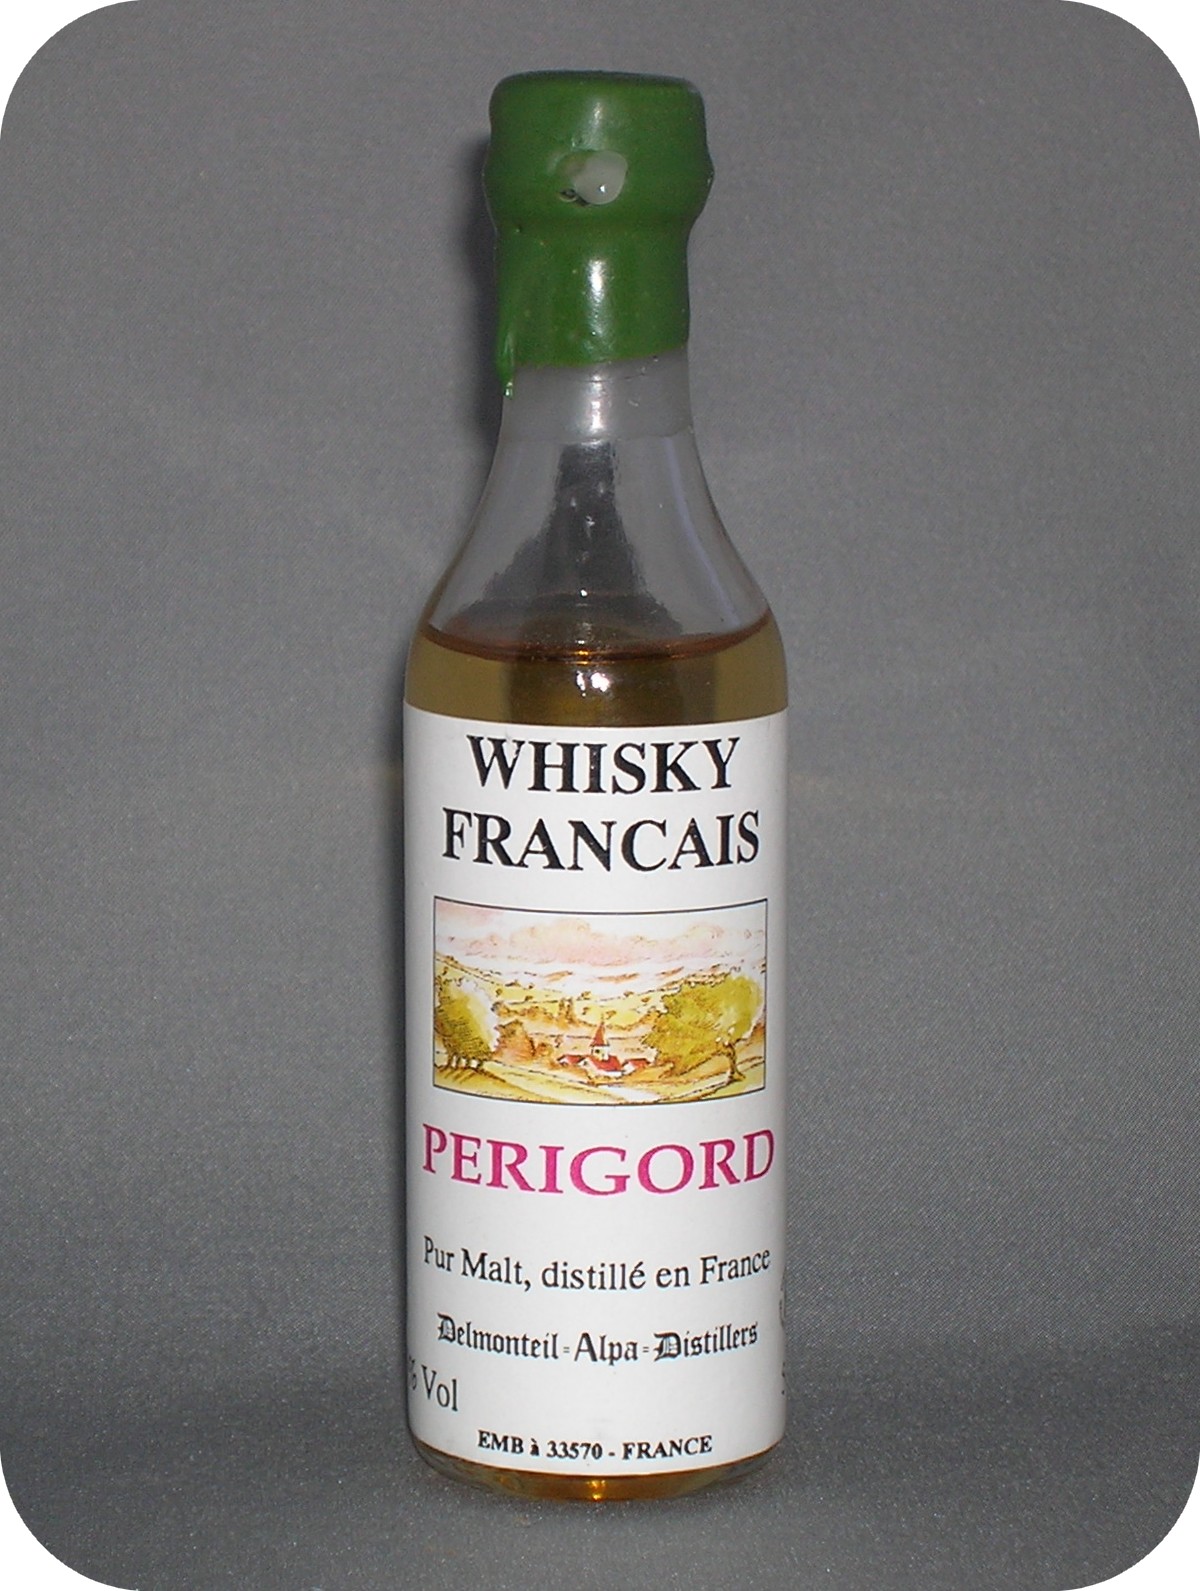 WHISKY
FRANCAIS
PERIGORD
Pur Malt, distillé en France
Delmonteil-Alpa-Distillers
% Vol
EMB à 33570 - FRANCE